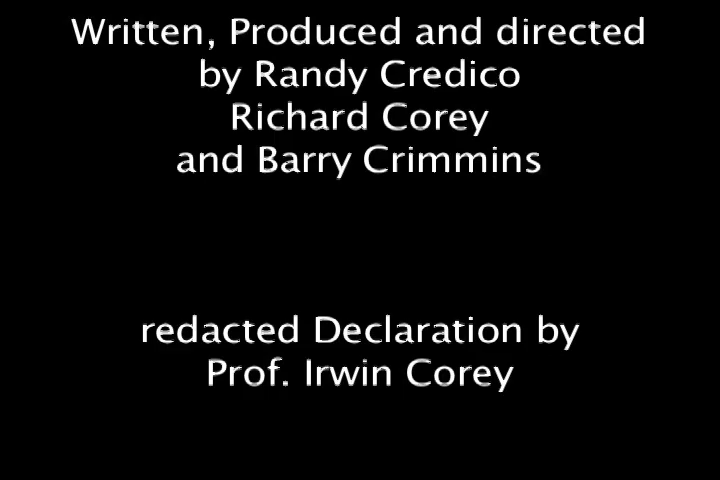 Written, Produced and directed
by Randy Credico
Richard Corey
and Barry Crimmins
redacted Declaration by
Prof. Irwin Corey